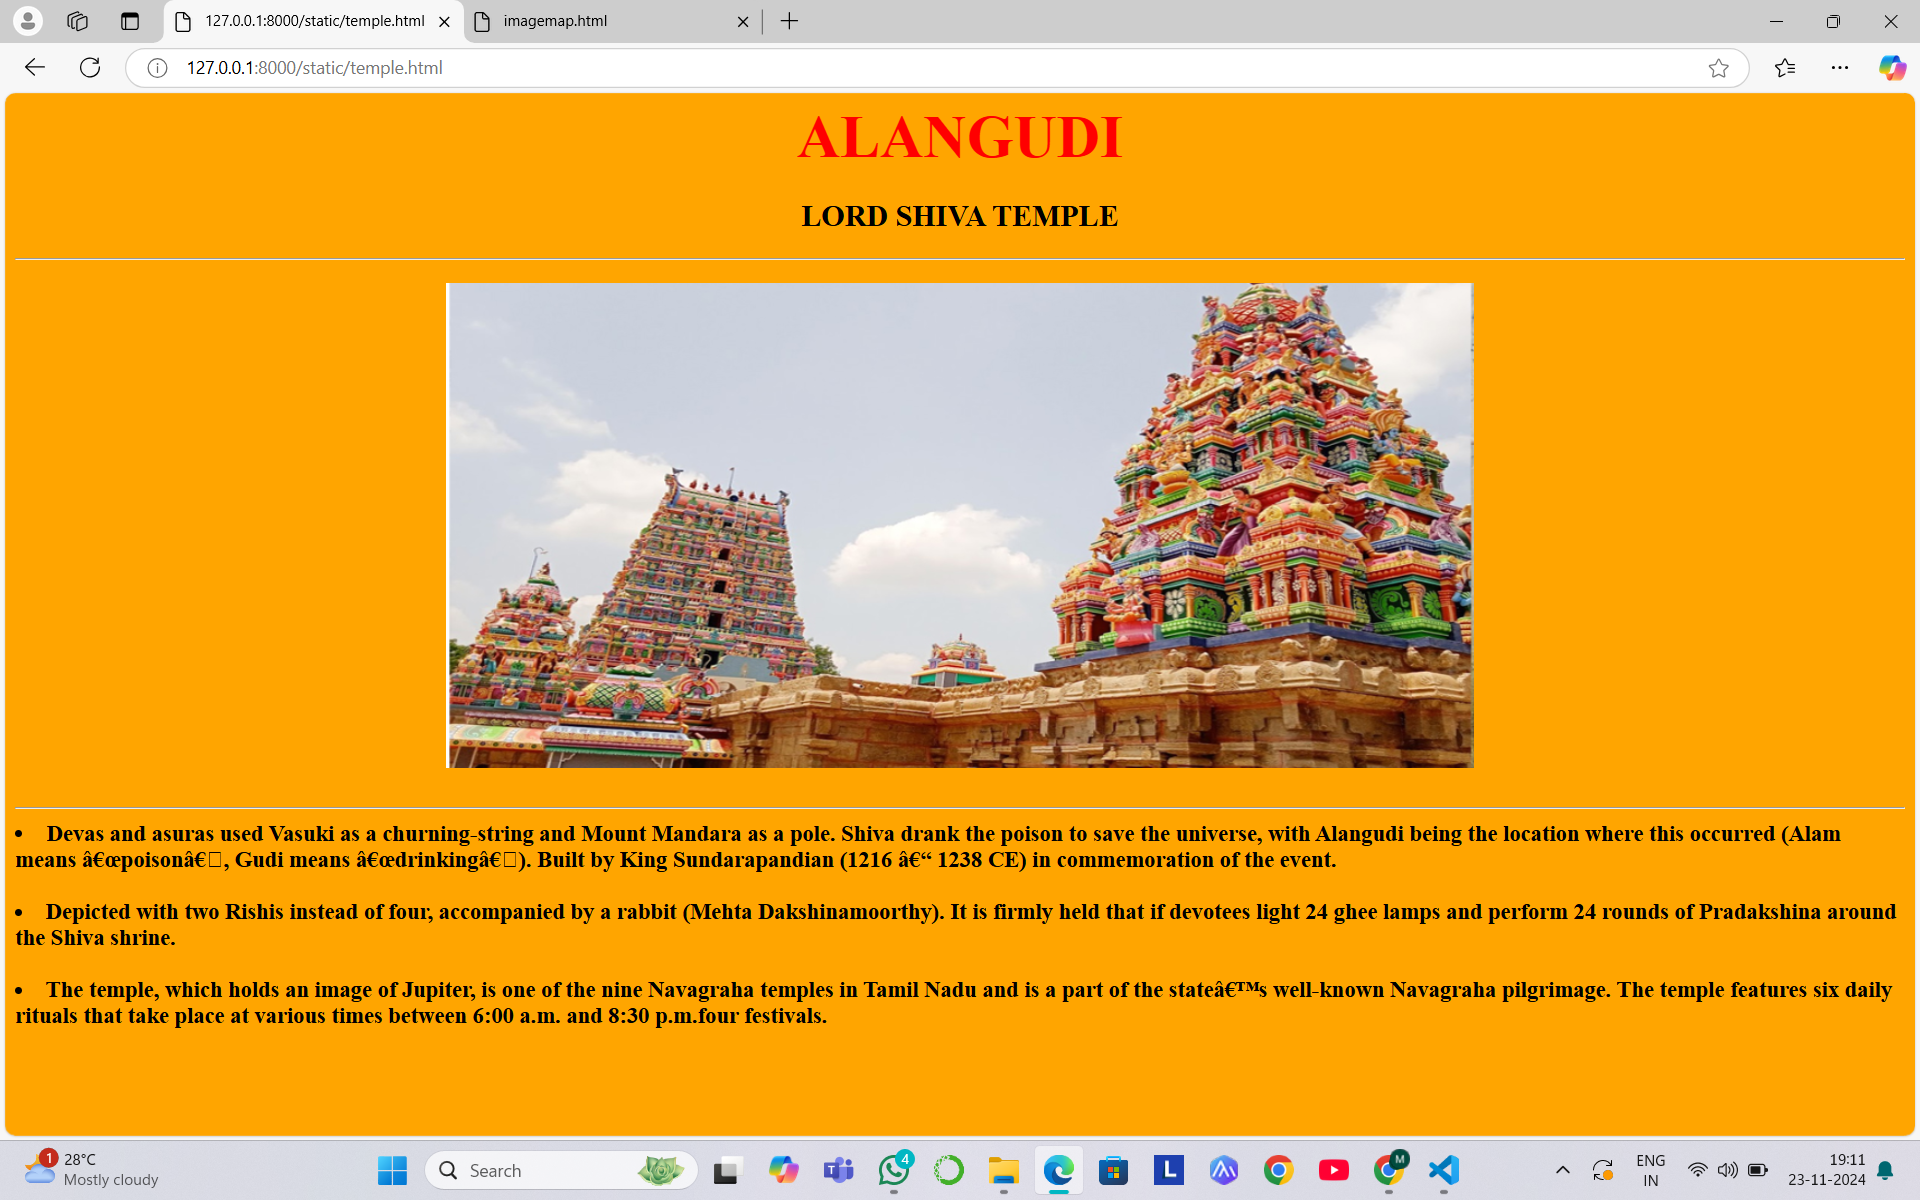 127.0.0.1:8000/static/temple.html
imagemap.html
127.0.0.1:8000/static/temple.html
ALANGUDI
LORD SHIVA TEMPLE
• Devas and asuras used Vasuki as a churning-string and Mount Mandara as a pole. Shiva drank the poison to save the universe, with Alangudi being the location where this occurred (Alam
means â€œpoisonâ€□, Gudi means â€œdrinkingâ€□). Built by King Sundarapandian (1216 â€“ 1238 CE) in commemoration of the event.
• Depicted with two Rishis instead of four, accompanied by a rabbit (Mehta Dakshinamoorthy). It is firmly held that if devotees light 24 ghee lamps and perform 24 rounds of Pradakshina around
the Shiva shrine.
• The temple, which holds an image of Jupiter, is one of the nine Navagraha temples in Tamil Nadu and is a part of the stateâ€™s well-known Navagraha pilgrimage. The temple features six daily
rituals that take place at various times between 6:00 a.m. and 8:30 p.m.four festivals.
1
28°C
Mostly cloudy
Search
T
4
L
M
ENG
IN
19:11
23-11-2024